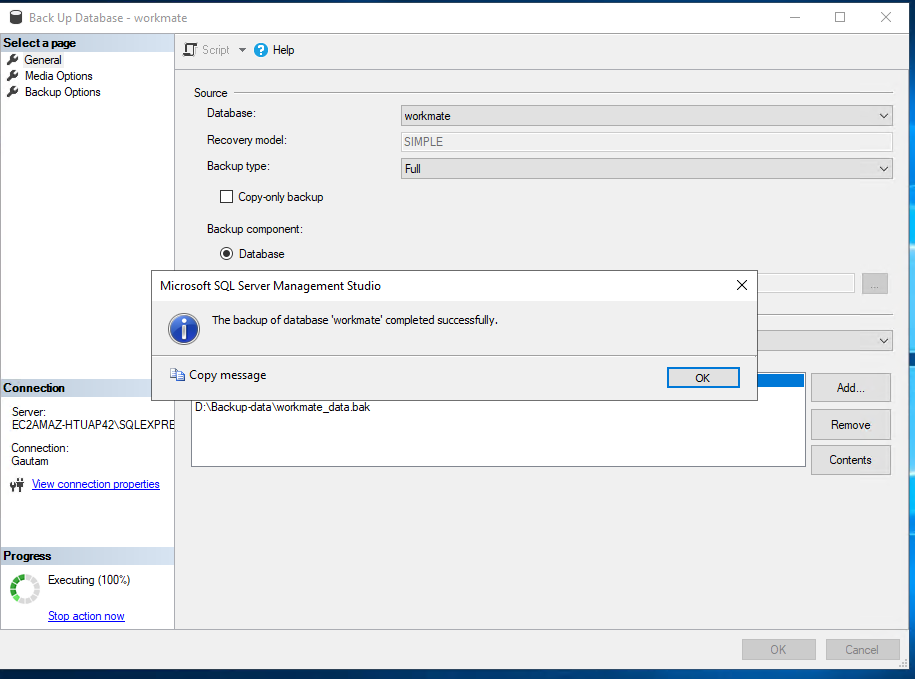 Back Up Database - workmate
Select a page
General
Media Options
Backup Options
Script
Help
Source
Database:
workmate
Recovery model:
SIMPLE
Backup type:
Full
Copy-only backup
Backup component:
Database
...
Microsoft SQL Server Management Studio
The backup of database 'workmate' completed successfully.
Copy message
OK
D:\Backup-data\workmate_data.bak
Add...
Remove
Contents
Connection
Server:
EC2AMAZ-HTUAP42\SQLEXPRE
Connection:
Gautam
View connection properties
Progress
Executing (100%)
Stop action now
OK
Cancel